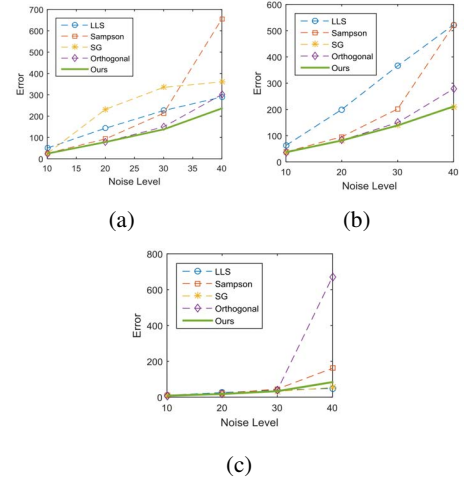 700
600
500
400
300
200
100
0
Error
LLS
Sampson
SG
Orthogonal
Ours
10 20 30 40
Noise Level
(a)
600
500
400
300
200
100
0
Error
LLS
Sampson
SG
Orthogonal
Ours
10 20 30 40
Noise Level
(b)
800
600
400
200
0
Error
LLS
Sampson
SG
Orthogonal
Ours
10 20 30 40
Noise Level
(c)